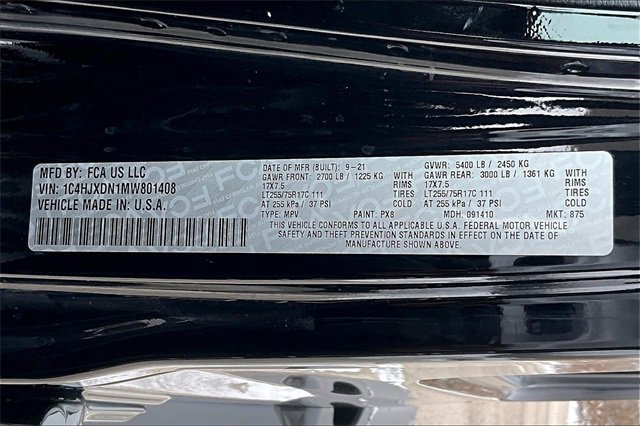 MFD BY: FCA US LLC
VIN: 1C4HJXDN1MW801408
VEHICLE MADE IN: U.S.A.
DATE OF MFR (BUILT): 9-21 GVWR: 5400 LB / 2450 KG
GAWR FRONT: 2700 LB / 1225 KG GAWR REAR: 3000 LB / 1361 KG
17X7.5 RIMS 17X7.5 RIMS
LT255/75R17C 111 TIRES LT255/75R17C 111 TIRES
AT 255 kPa / 37 PSI AT 255 kPa / 37 PSI
TYPE: MPV PAINT: PX8 MDH: 091410 MKT: 875
THIS VEHICLE CONFORMS TO ALL APPLICABLE U.S.A. FEDERAL MOTOR VEHICLE
SAFETY AND THEFT PREVENTION STANDARDS IN EFFECT ON THE DATE OF
MANUFACTURE SHOWN ABOVE.